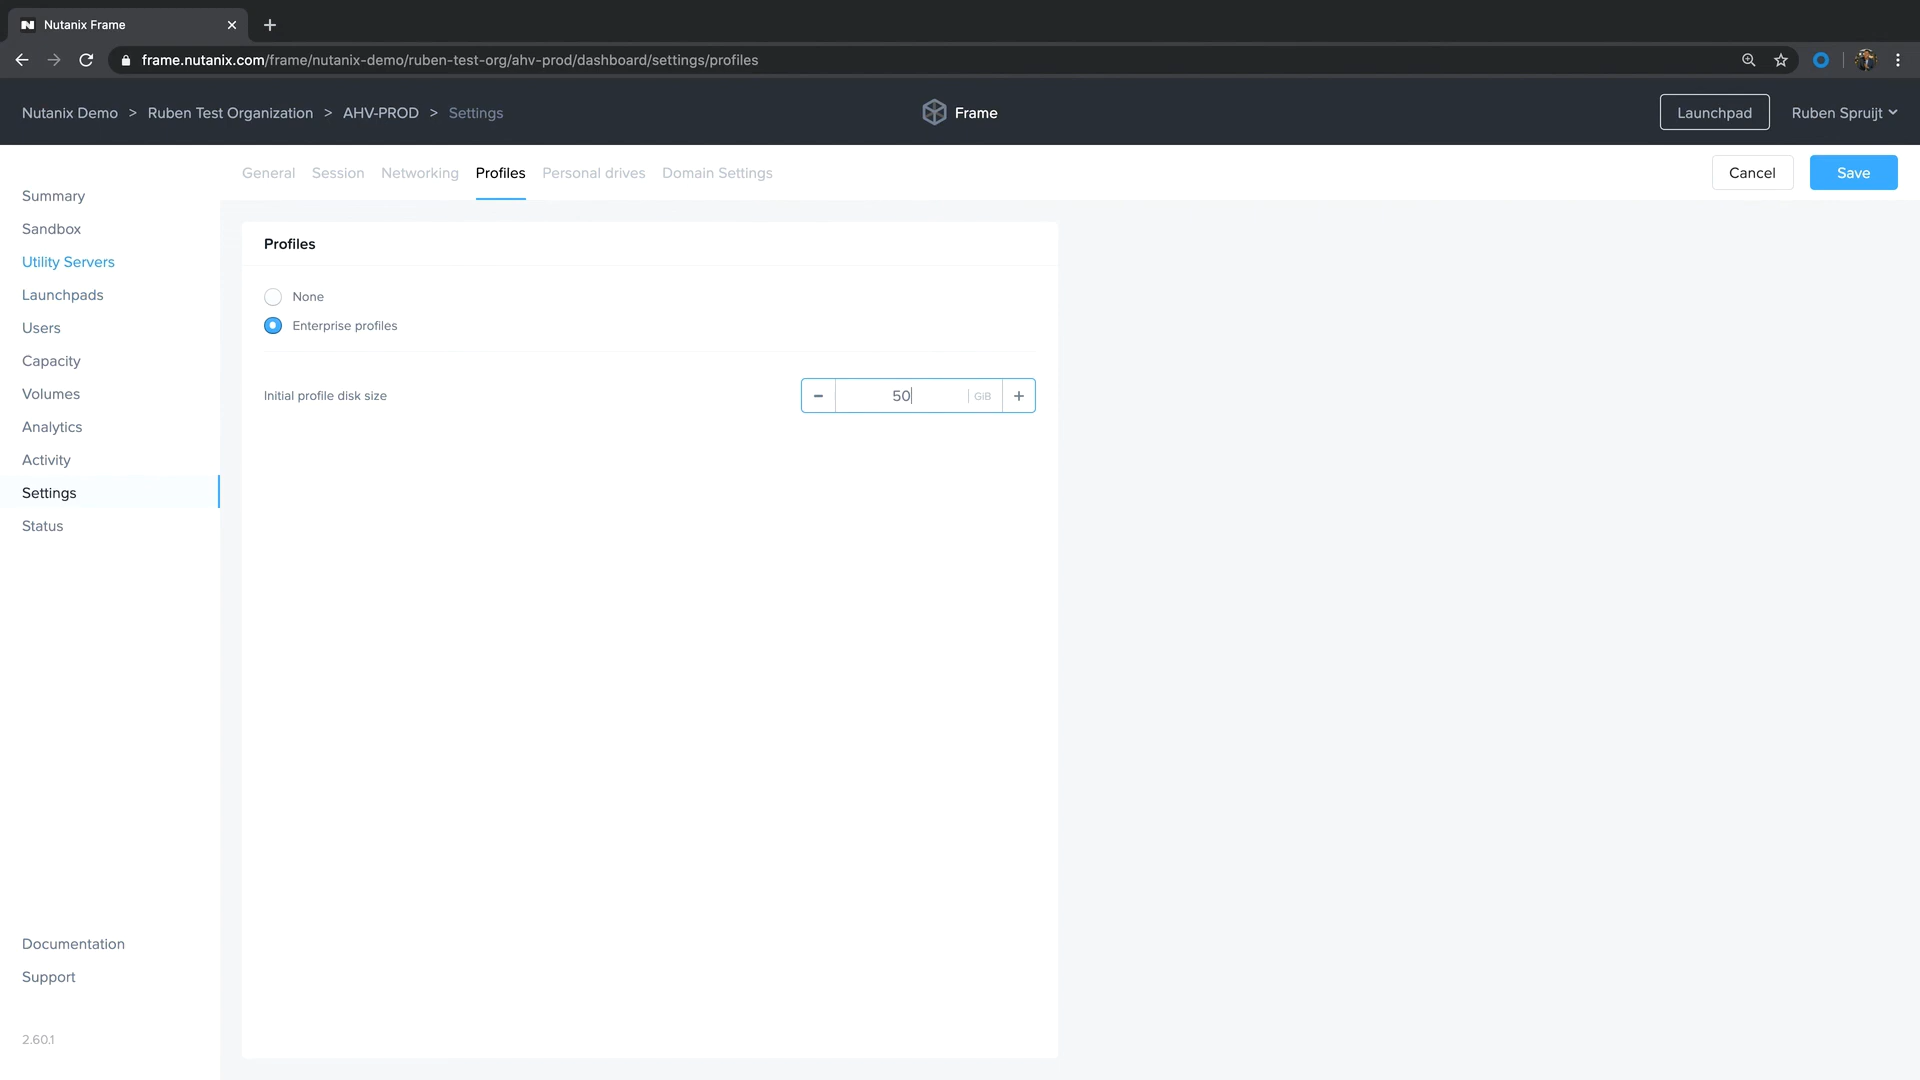 Nutanix Frame
frame.nutanix.com/frame/nutanix-demo/ruben-test-org/ahv-prod/dashboard/settings/profiles
Nutanix Demo > Ruben Test Organization > AHV-PROD > Settings
Frame
Launchpad
Ruben Spruijt
General Session Networking Profiles Personal drives Domain Settings
Cancel
Save
Summary
Sandbox
Utility Servers
Launchpads
Users
Capacity
Volumes
Analytics
Activity
Settings
Status
Documentation
Support
2.60.1
Profiles
None
Enterprise profiles
Initial profile disk size
- 50 GiB +